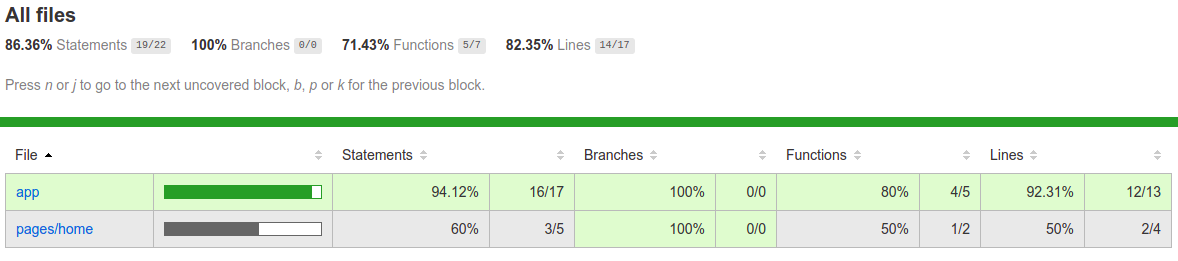 All files
86.36% Statements 19/22 100% Branches 0/0 71.43% Functions 5/7 82.35% Lines 14/17
Press n or j to go to the next uncovered block, b, p or k for the previous block.
File Statements Branches Functions Lines
app 94.12% 16/17 100% 0/0 80% 4/5 92.31% 12/13
pages/home 60% 3/5 100% 0/0 50% 1/2 50% 2/4